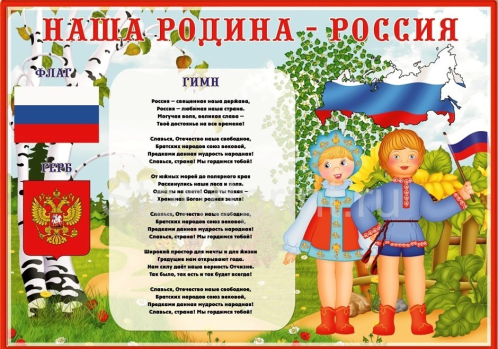 НАША РОДИНА - РОССИЯ
ФЛАГ
ГИМН
Россия — священная наша держава,
Россия — любимая наша страна.
Могучая воля, великая слава —
Твоё достоянье на все времена!
Славься, Отечество наше свободное,
Братских народов союз вековой,
Предками данная мудрость народная!
Славься, страна! Мы гордимся тобой!
ГЕРБ
От южных морей до полярного края
Раскинулись наши леса и поля.
Одна ты на свете! Одна ты такая —
Хранимая Богом родная земля!
Славься, Отечество наше свободное,
Братских народов союз вековой,
Предками данная мудрость народная!
Славься, страна! Мы гордимся тобой!
Широкий простор для мечты и для жизни
Грядущие нам открывают года.
Нам силу даёт наша верность Отчизне.
Так было, так есть и так будет всегда!
Славься, Отечество наше свободное,
Братских народов союз вековой,
Предками данная мудрость народная!
Славься, страна! Мы гордимся тобой!